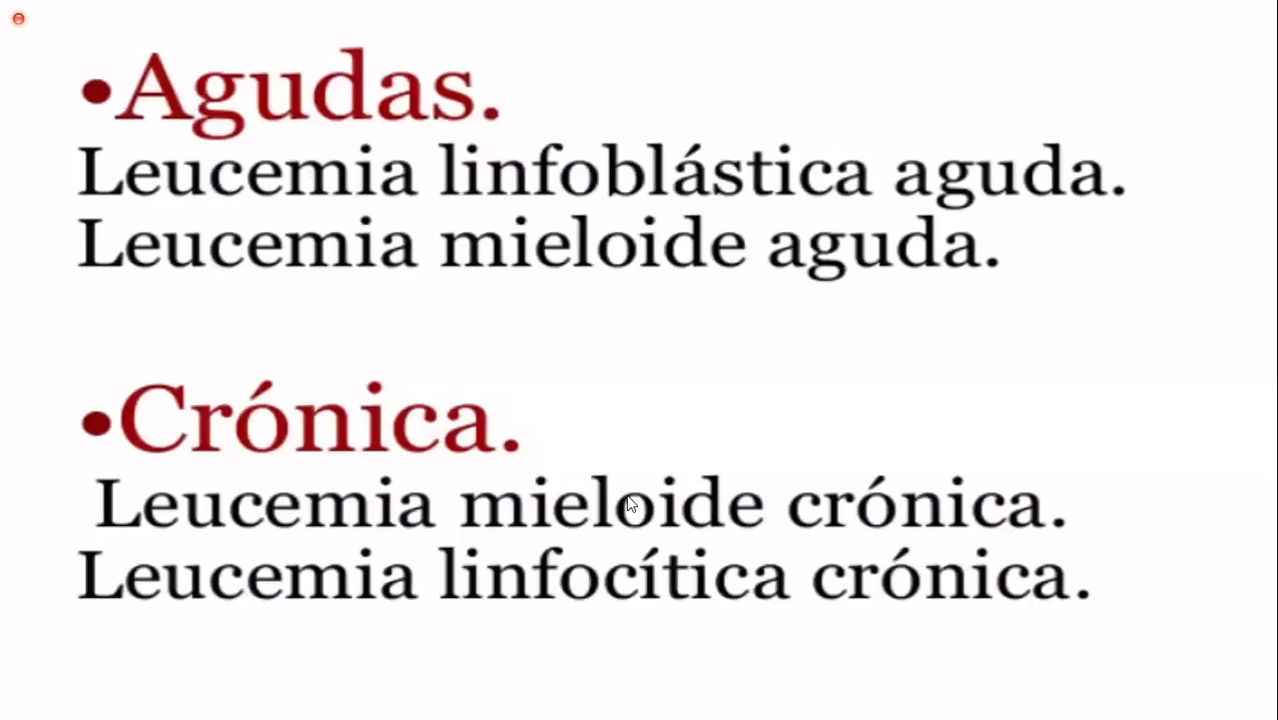 •Agudas.
Leucemia linfoblástica aguda.
Leucemia mieloide aguda.
•Crónica.
Leucemia mieloide crónica.
Leucemia linfocítica crónica.